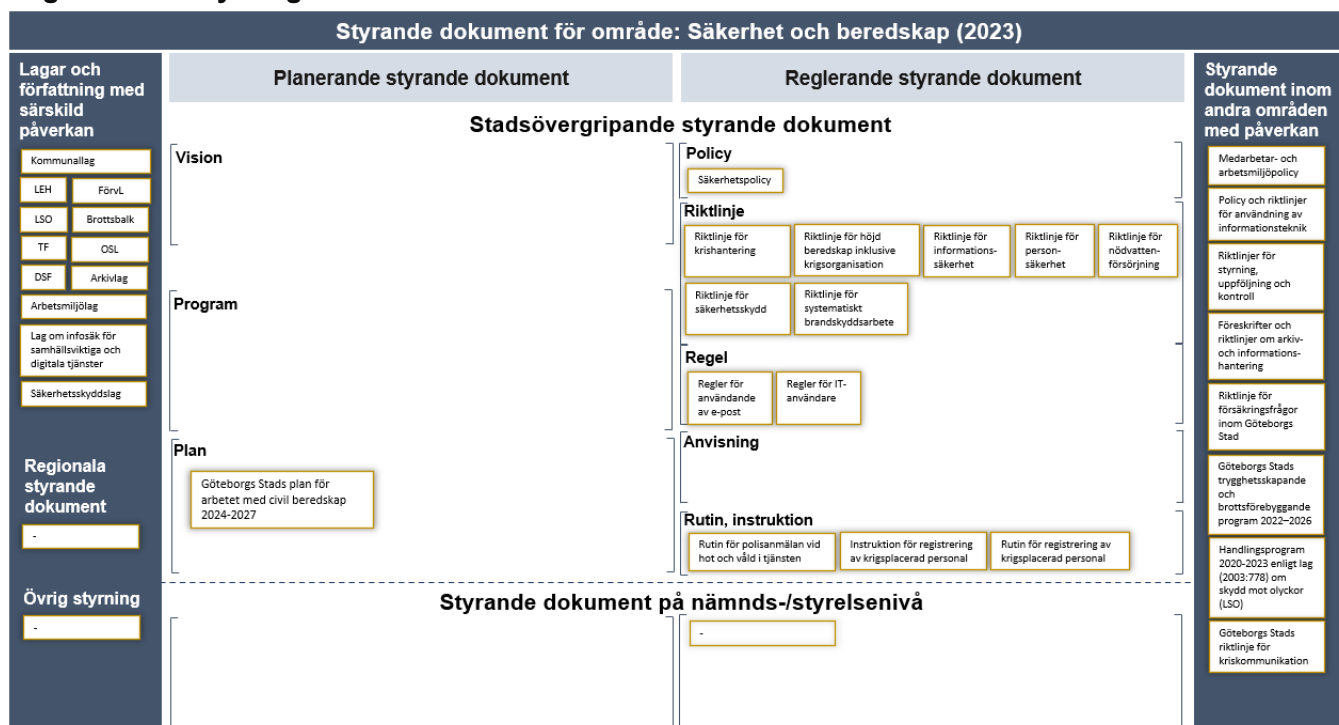 Styrande dokument för område: Säkerhet och beredskap (2023)
Lagar och
författning med
särskild
påverkan
Kommunallag
LEH
FörvL
LSO
Brottsbalk
TF
OSL
DSF
Arkivlag
Arbetsmiljölag
Lag om infosäk för
samhällsviktiga och
digitala tjänster
Säkerhetsskyddslag
Regionala
styrande
dokument
-
Övrig styrning
-
Planerande styrande dokument
Reglerande styrande dokument
Stadsövergripande styrande dokument
Vision
Program
Plan
Göteborgs Stads plan för
arbetet med civil beredskap
2024-2027
Policy
Säkerhetspolicy
Riktlinje
Riktlinje för
krishantering
Riktlinje för höjd
beredskap inklusive
krigsorganisation
Riktlinje för
informations-
säkerhet
Riktlinje för
person-
säkerhet
Riktlinje för
nödvatten-
försörjning
Riktlinje för
säkerhetsskydd
Riktlinje för
systematiskt
brandskyddsarbete
Regel
Regler för
användande
av e-post
Regler för IT-
användare
Anvisning
Rutin, instruktion
Rutin för polisanmälan vid
hot och våld i tjänsten
Instruktion för registrering
av krigsplacerad personal
Rutin för registrering av
krigsplacerad personal
Styrande dokument på nämnds-/styrelsenivå
-
Styrande
dokument inom
andra områden
med påverkan
Medarbetar- och
arbetsmiljöpolicy
Policy och riktlinjer
för användning av
informationsteknik
Riktlinjer för
styrning,
uppföljning och
kontroll
Föreskrifter och
riktlinjer om arkiv-
och informations-
hantering
Riktlinje för
försäkringsfrågor
inom Göteborgs
Stad
Göteborgs Stads
trygghetsskapande
och
brottsförebyggande
program 2022–2026
Handlingsprogram
2020-2023 enligt lag
(2003:778) om
skydd mot olyckor
(LSO)
Göteborgs Stads
riktlinje för
kriskommunikation